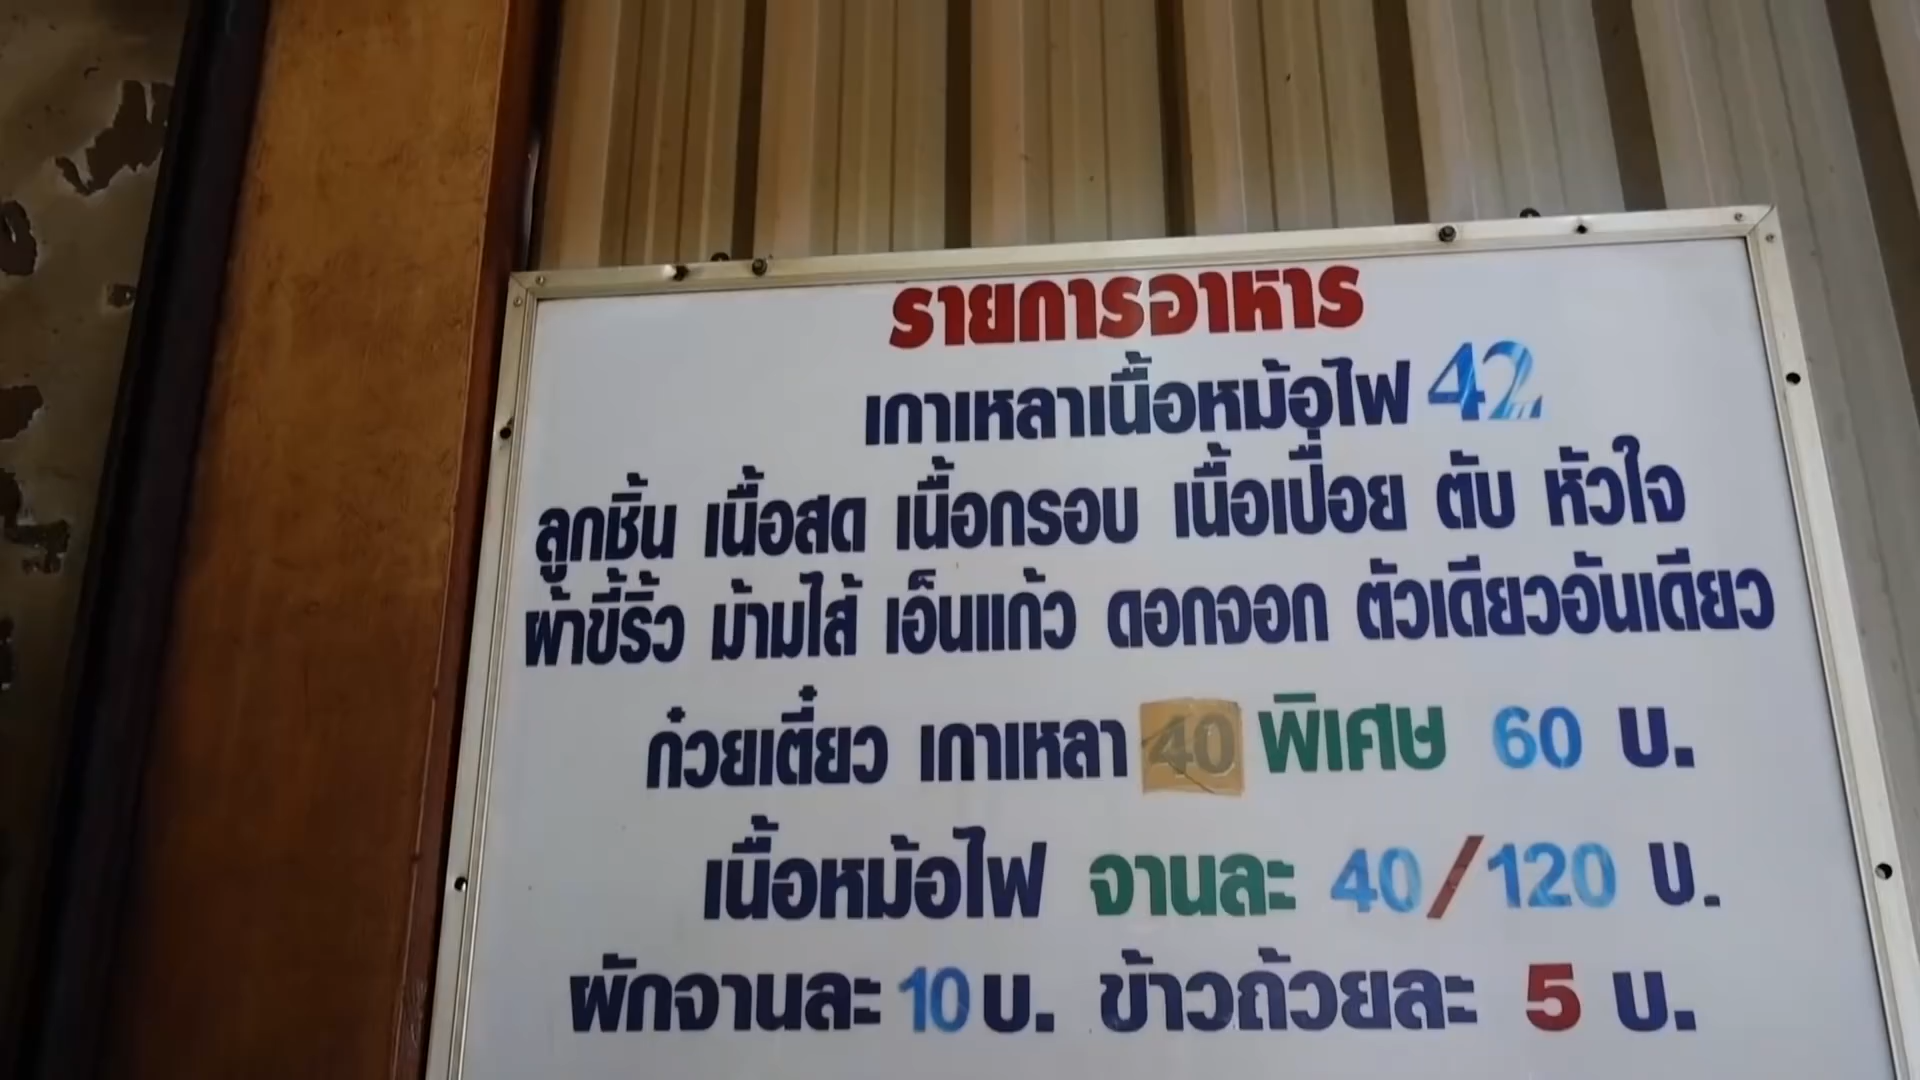 รายการอาหาร
เกาเหลาเนื้อหม้อไฟ 42
ลูกชิ้น เนื้อสด เนื้อกรอบ เนื้อเปื่อย ตับ หัวใจ
ผ้าขี้ริ้ว ม้ามไส้ เอ็นแก้ว ดอกจอก ตัวเดียวอันเดียว
ก๋วยเตี๋ยว เกาเหลา 40 พิเศษ 60 บ.
เนื้อหม้อไฟ จานละ 40/120 บ.
ผักจานละ 10 บ. ข้าวถ้วยละ 5 บ.